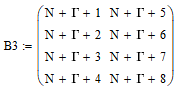 B3 := ( N + Γ + 1 N + Γ + 5
N + Γ + 2 N + Γ + 6
N + Γ + 3 N + Γ + 7
N + Γ + 4 N + Γ + 8 )